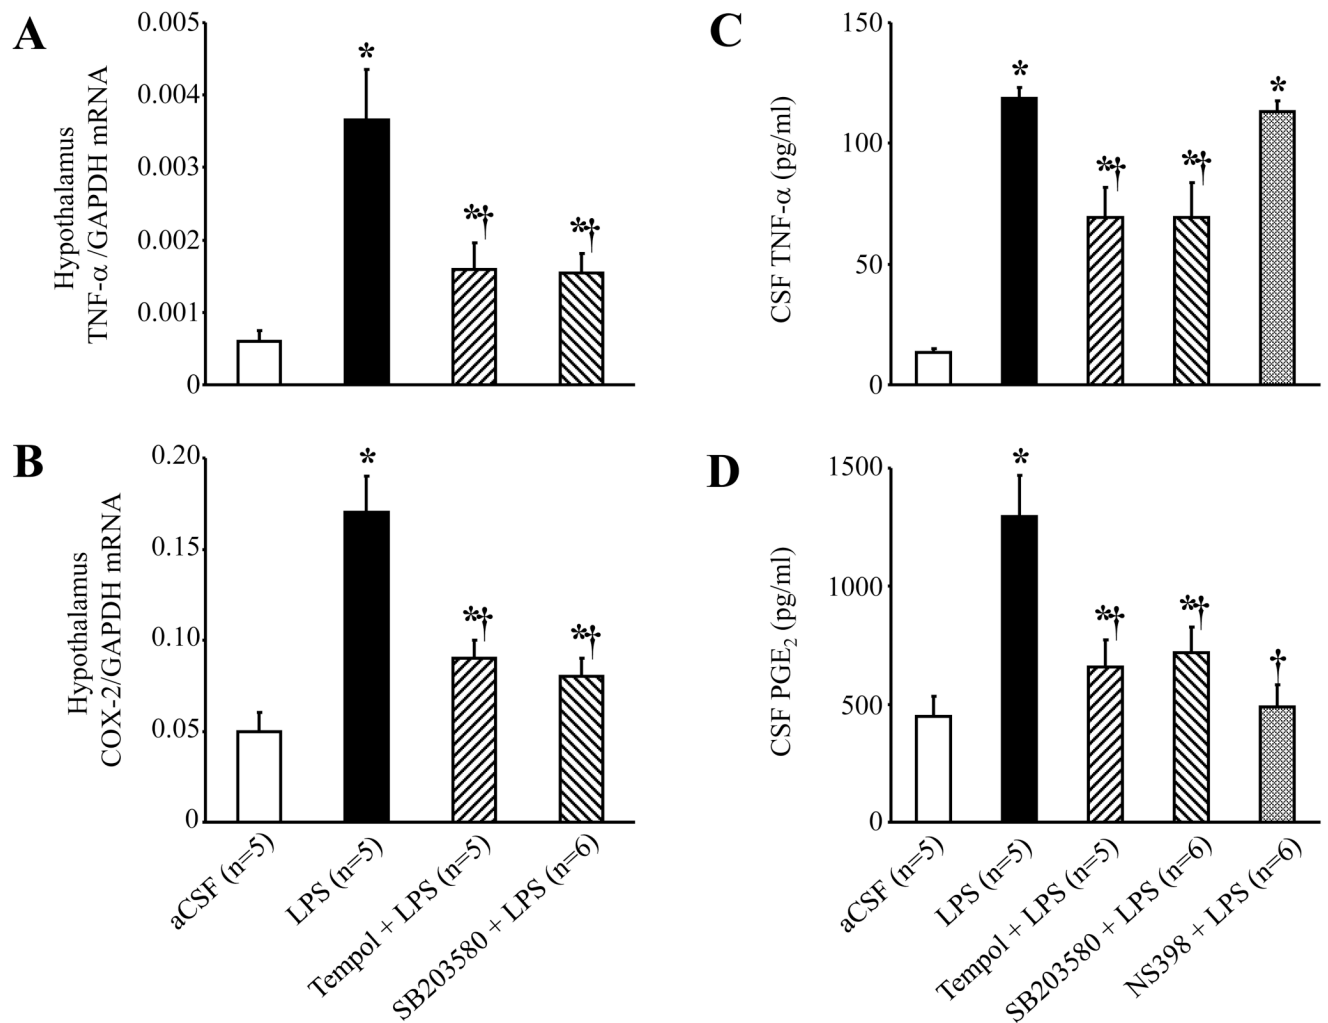 A
Hypothalamus
TNF-α /GAPDH mRNA
0.005
0.004
0.003
0.002
0.001
0
*
*†
*†
B
Hypothalamus
COX-2/GAPDH mRNA
0.20
0.15
0.10
0.05
0
*
*†
*†
aCSF (n=5)
LPS (n=5)
Tempol + LPS (n=5)
SB203580 + LPS (n=6)
C
CSF TNF-α (pg/ml)
150
100
50
0
*
*†
*†
*
D
CSF PGE₂ (pg/ml)
1500
1000
500
0
*
*†
*†
†
aCSF (n=5)
LPS (n=5)
Tempol + LPS (n=5)
SB203580 + LPS (n=6)
NS398 + LPS (n=6)